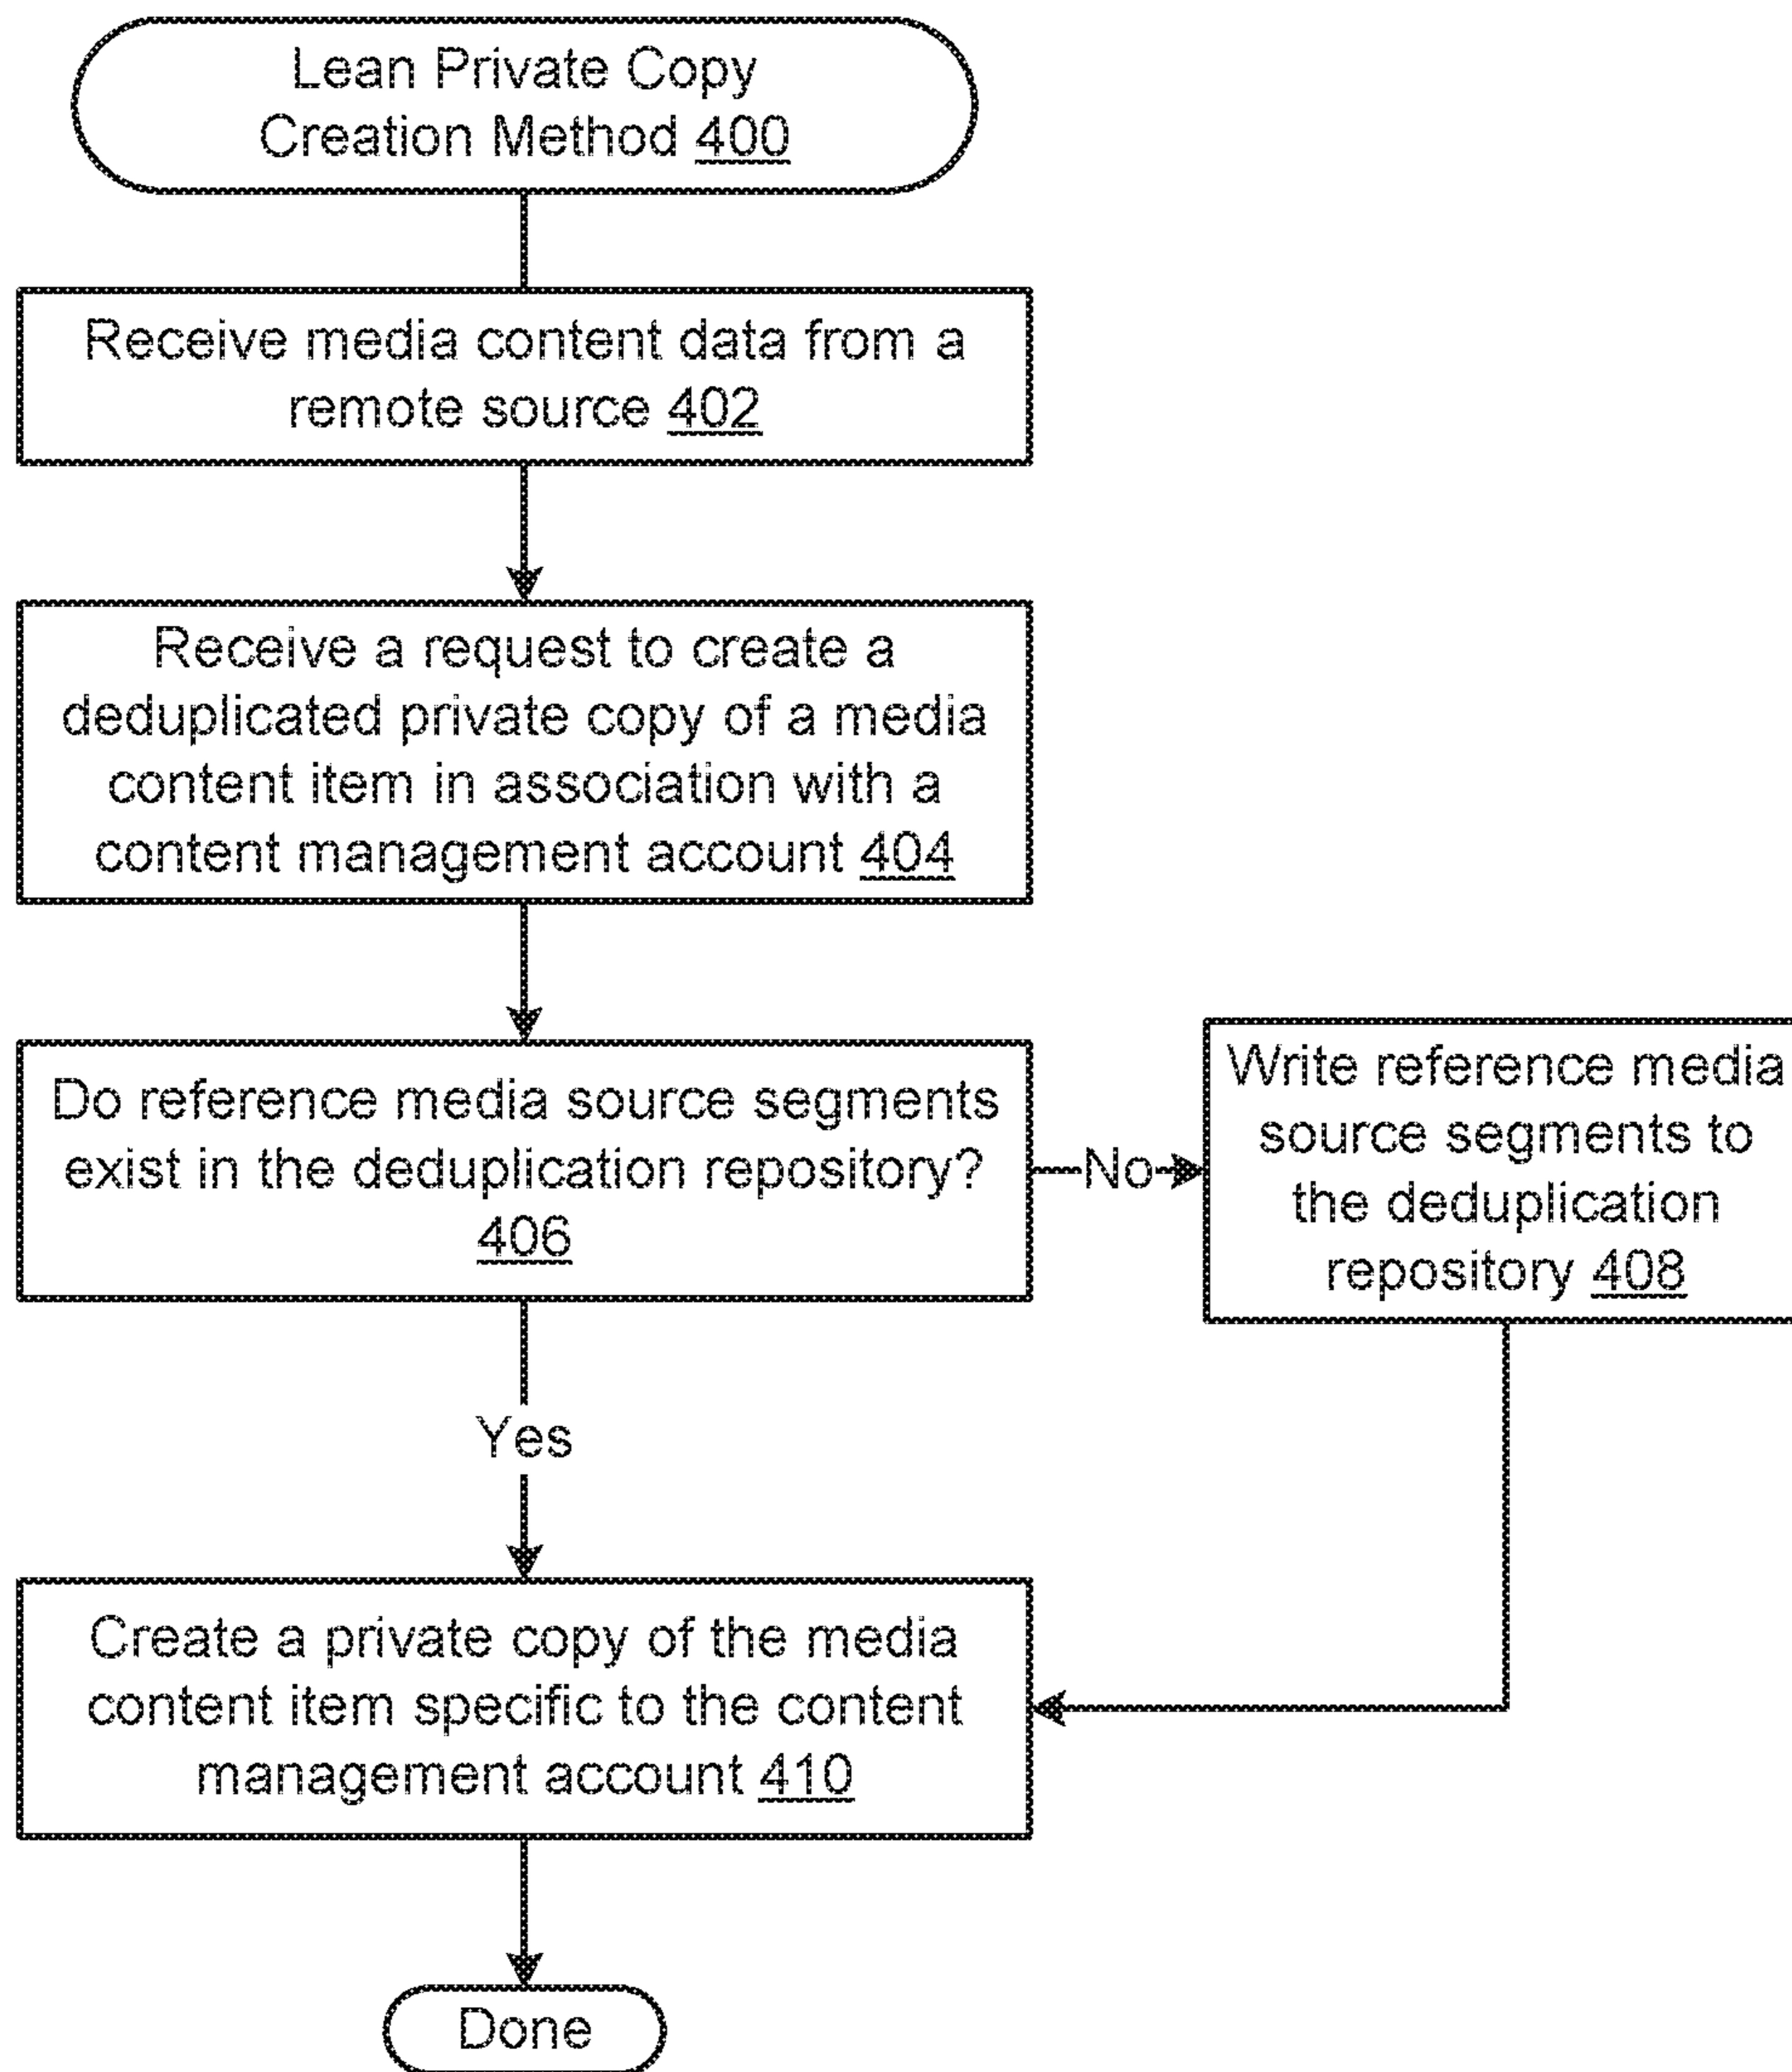 Lean Private Copy
Creation Method 400
Receive media content data from a
remote source 402
Receive a request to create a
deduplicated private copy of a media
content item in association with a
content management account 404
Do reference media source segments
exist in the deduplication repository?
406
No
Write reference media
source segments to
the deduplication
repository 408
Yes
Create a private copy of the media
content item specific to the content
management account 410
Done